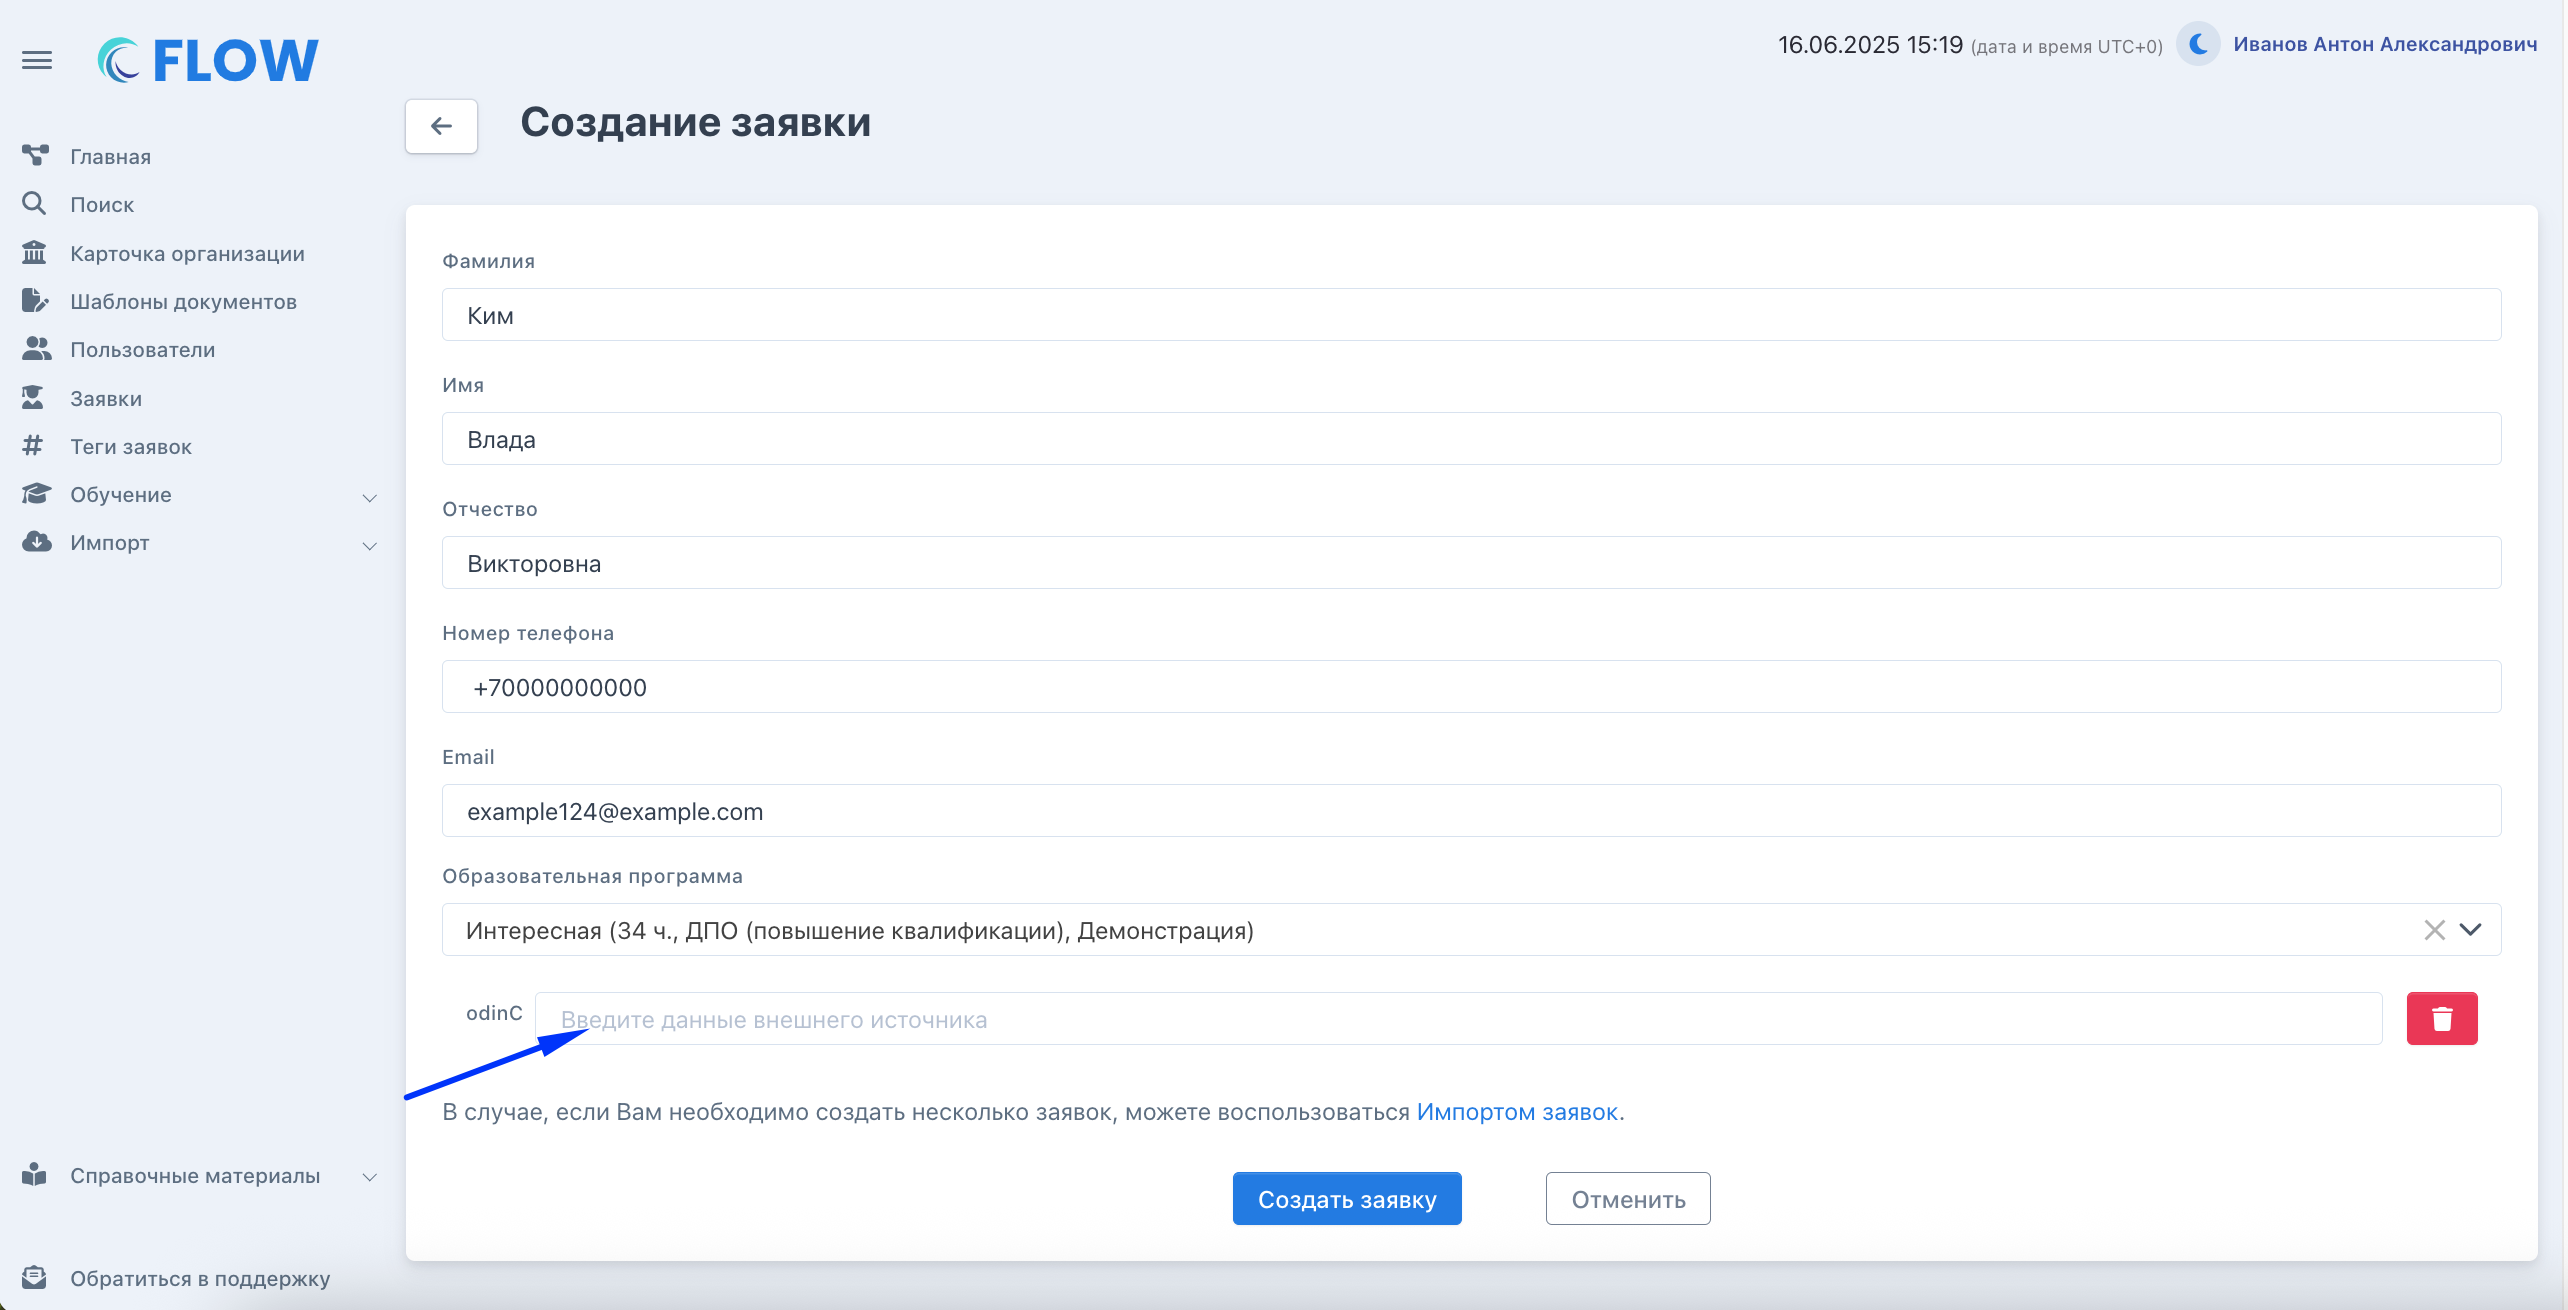 FLOW
16.06.2025 15:19 (дата и время UTC+0) Иванов Антон Александрович
Создание заявки
Главная
Поиск
Карточка организации
Шаблоны документов
Пользователи
Заявки
Теги заявок
Обучение
Импорт
Справочные материалы
Обратиться в поддержку
Фамилия
Ким
Имя
Влада
Отчество
Викторовна
Номер телефона
+70000000000
Email
example124@example.com
Образовательная программа
Интересная (34 ч., ДПО (повышение квалификации), Демонстрация)
odinC Введите данные внешнего источника
В случае, если Вам необходимо создать несколько заявок, можете воспользоваться Импортом заявок.
Создать заявку Отменить